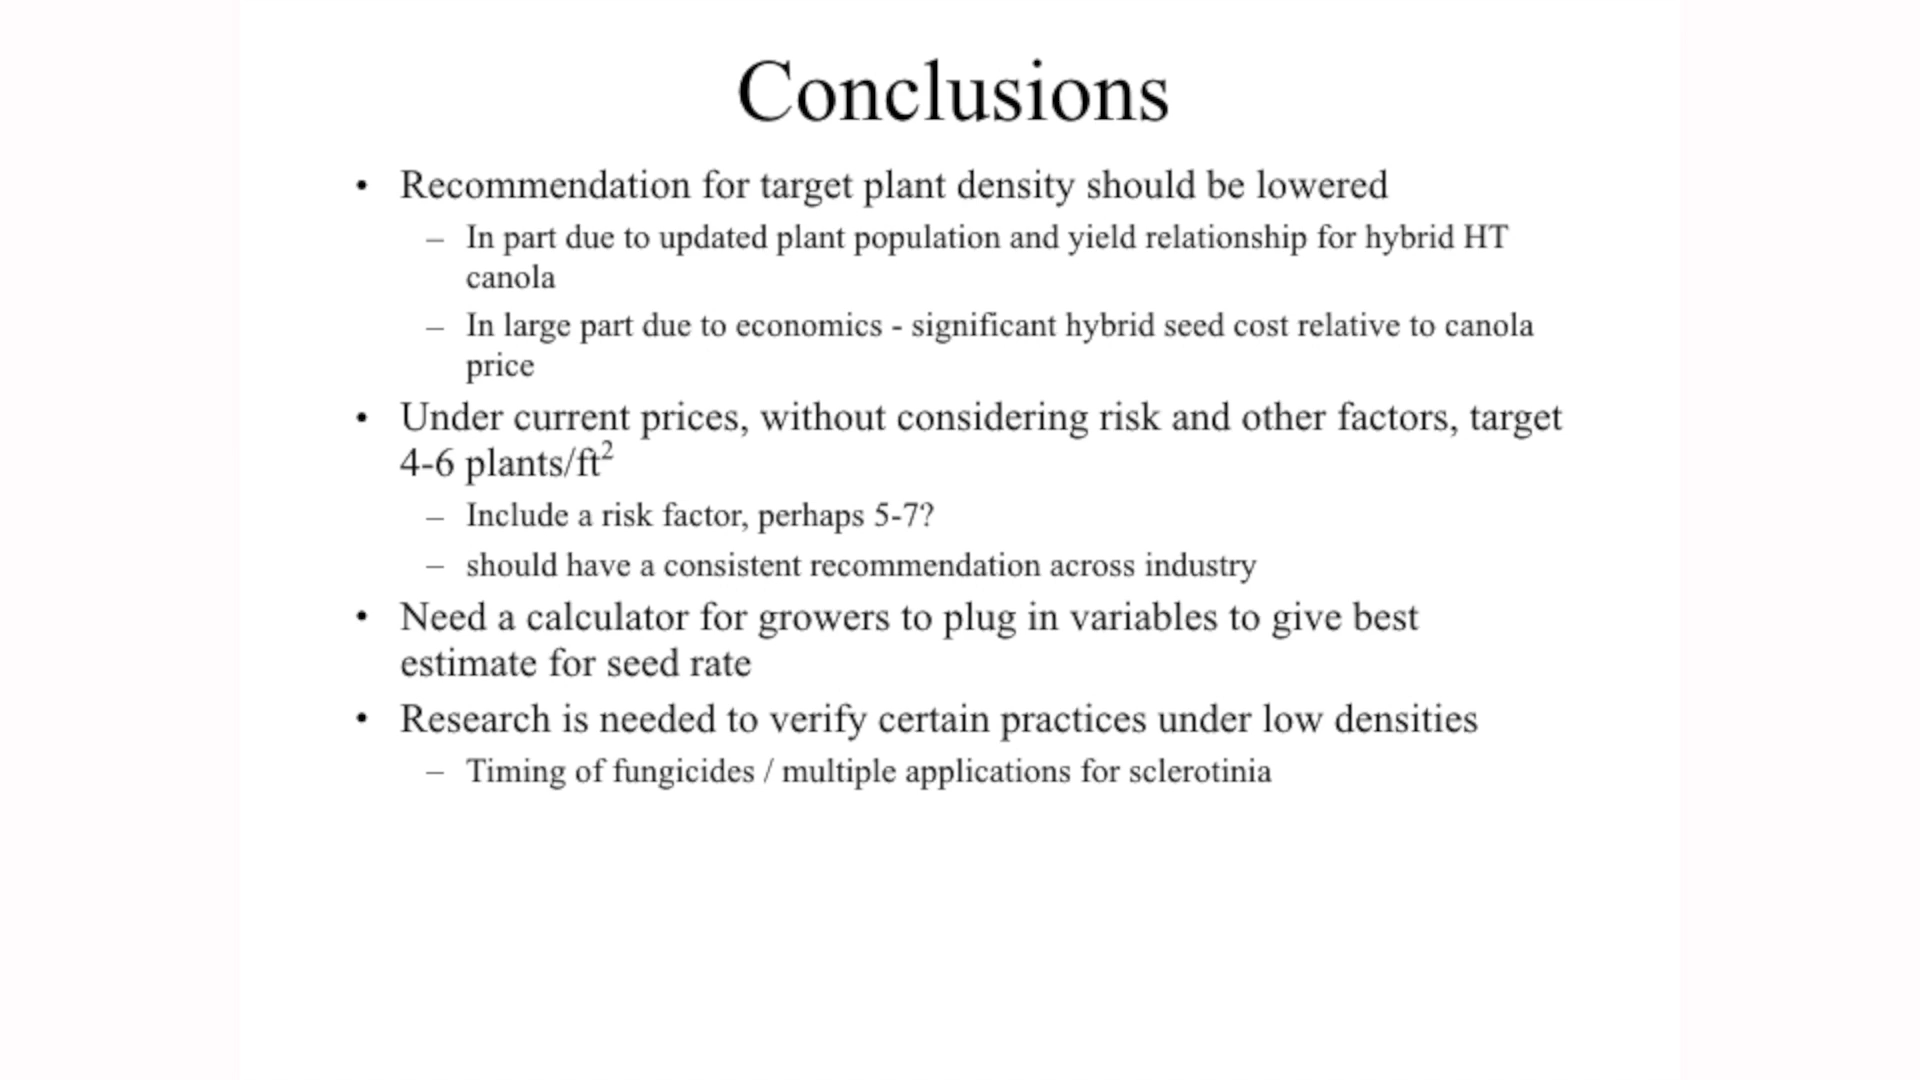 Conclusions
• Recommendation for target plant density should be lowered
– In part due to updated plant population and yield relationship for hybrid HT
canola
– In large part due to economics - significant hybrid seed cost relative to canola
price
• Under current prices, without considering risk and other factors, target
4-6 plants/ft²
– Include a risk factor, perhaps 5-7?
– should have a consistent recommendation across industry
• Need a calculator for growers to plug in variables to give best
estimate for seed rate
• Research is needed to verify certain practices under low densities
– Timing of fungicides / multiple applications for sclerotinia